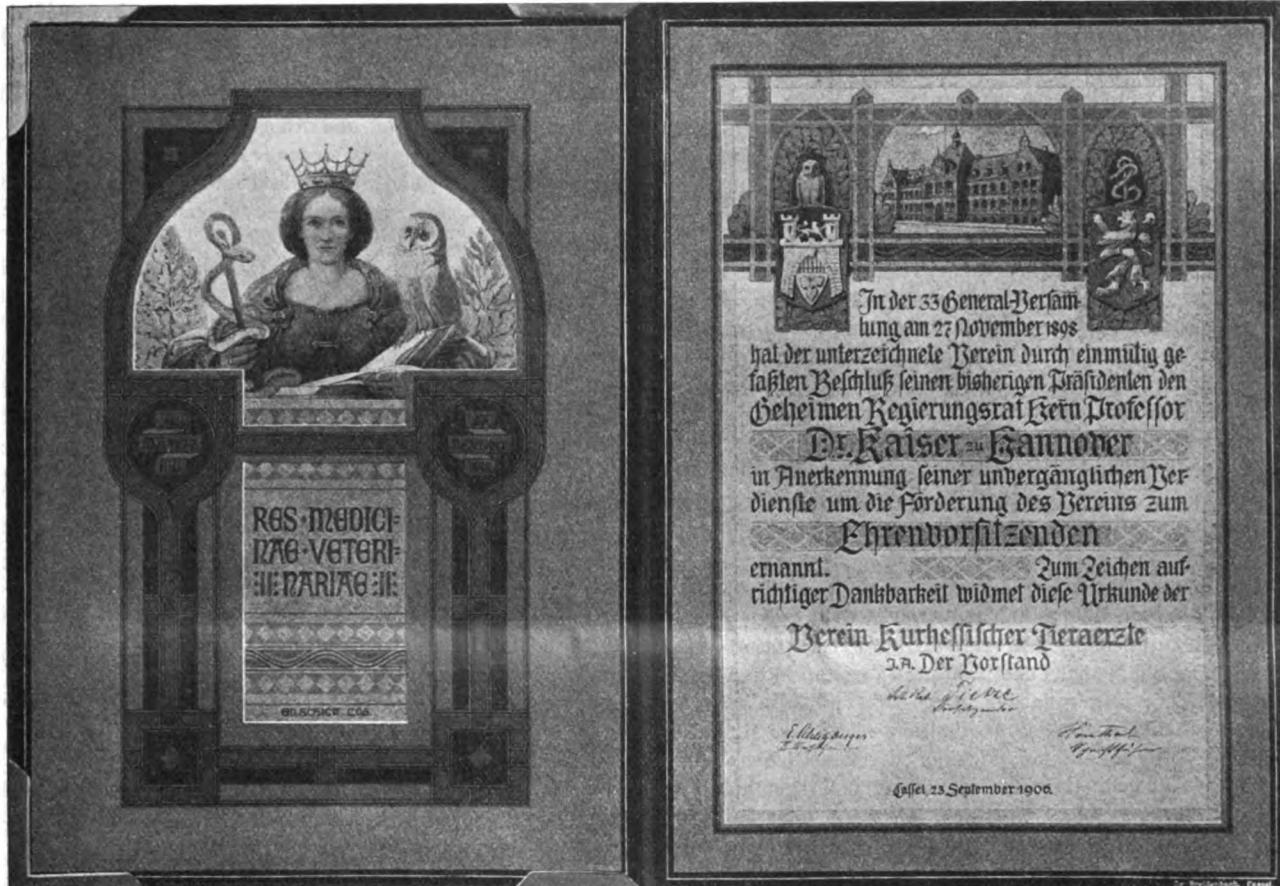 RES·MEDICI=
NAE·VETERI=
NARIAE
In der 33 General-Versam=
lung am 27 November 1898
hat der unterzeichnete Verein durch einmütig ge=
faßten Beschluß seinen bisherigen Präsidenten den
Geheimen Regierungsrat Herrn Professor
Dr. Kaiser zu Hannover
in Anerkennung seiner unvergänglichen Ver=
dienste um die Förderung des Vereins zum
Ehrenvorsitzenden
ernannt. Zum Zeichen auf=
richtiger Dankbarkeit widmet diese Urkunde der
Verein Kurhessischer Tieraerzte
I.A. Der Vorstand
Tietze
Vorsitzender
Schriftführer
Cassel, 23. September 1906.